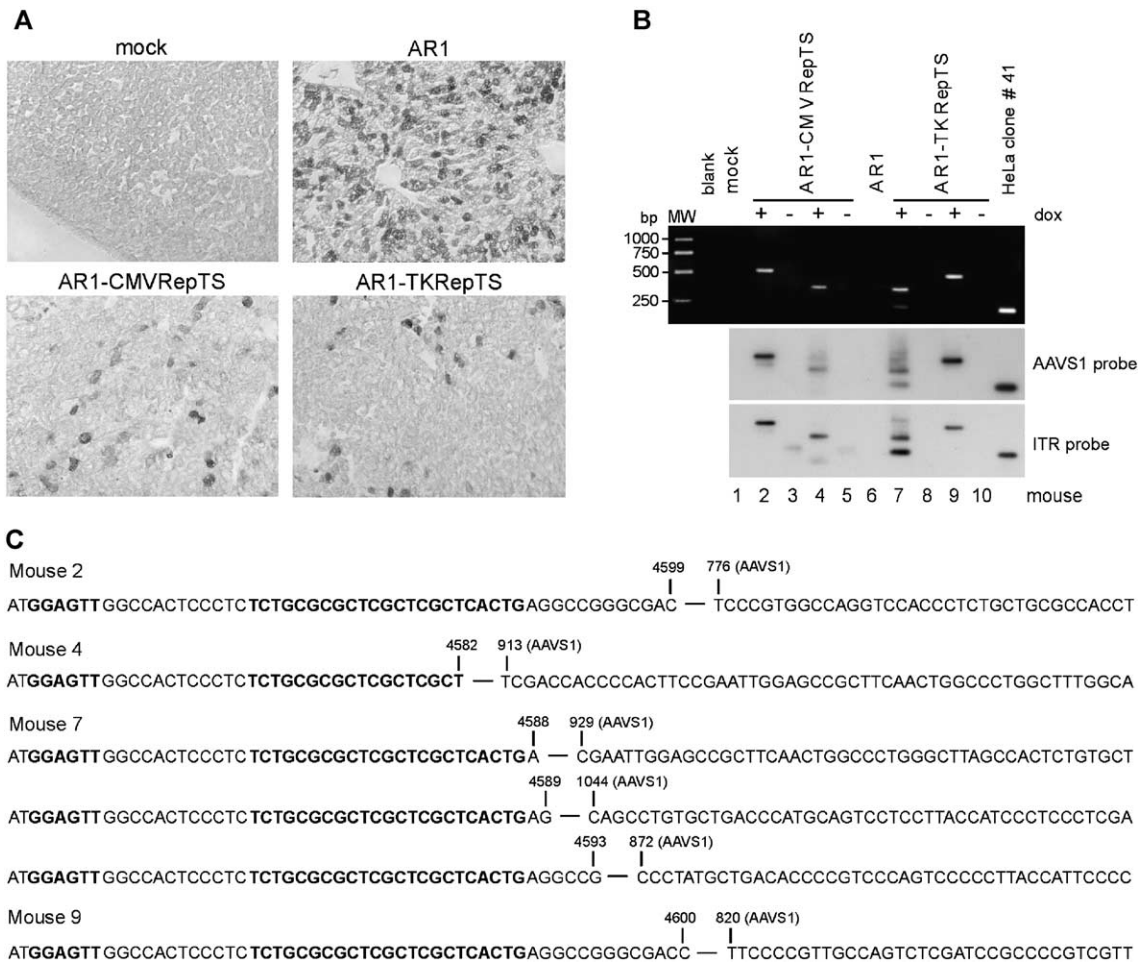 A
mock
AR1
AR1-CMVRepTS
AR1-TKRepTS
B
blank
mock
AR1-CMVRepTS
AR1
AR1-TKRepTS
HeLa clone # 41
bp MW + - + - + - + - dox
1000
750
500
250
AAVS1 probe
ITR probe
1 2 3 4 5 6 7 8 9 10 mouse
C
Mouse 2
4599 776 (AAVS1)
ATGGAGTTGGCCACTCCCTCTCTGCGCGCTCGCTCGCTCACTGAGGCCGGGCGAC — TCCCGTGGCCAGGTCCACCCTCTGCTGCGCCACCT
Mouse 4
4582 913 (AAVS1)
ATGGAGTTGGCCACTCCCTCTCTGCGCGCTCGCTCGCT — TCGACCACCCCACTTCCGAATTGGAGCCGCTTCAACTGGCCCTGGCTTTGGCA
Mouse 7
4588 929 (AAVS1)
ATGGAGTTGGCCACTCCCTCTCTGCGCGCTCGCTCGCTCACTGA — CGAATTGGAGCCGCTTCAACTGGCCCTGGGCTTAGCCACTCTGTGCT
4589 1044 (AAVS1)
ATGGAGTTGGCCACTCCCTCTCTGCGCGCTCGCTCGCTCACTGAG — CAGCCTGTGCTGACCCATGCAGTCCTCCTTACCATCCCTCCCTCGA
4593 872 (AAVS1)
ATGGAGTTGGCCACTCCCTCTCTGCGCGCTCGCTCGCTCACTGAGGCCG — CCCTATGCTGACACCCCGTCCCAGTCCCCCTTACCATTCCCC
Mouse 9
4600 820 (AAVS1)
ATGGAGTTGGCCACTCCCTCTCTGCGCGCTCGCTCGCTCACTGAGGCCGGGCGACC — TTCCCCGTTGCCAGTCTCGATCCGCCCCGTCGTT